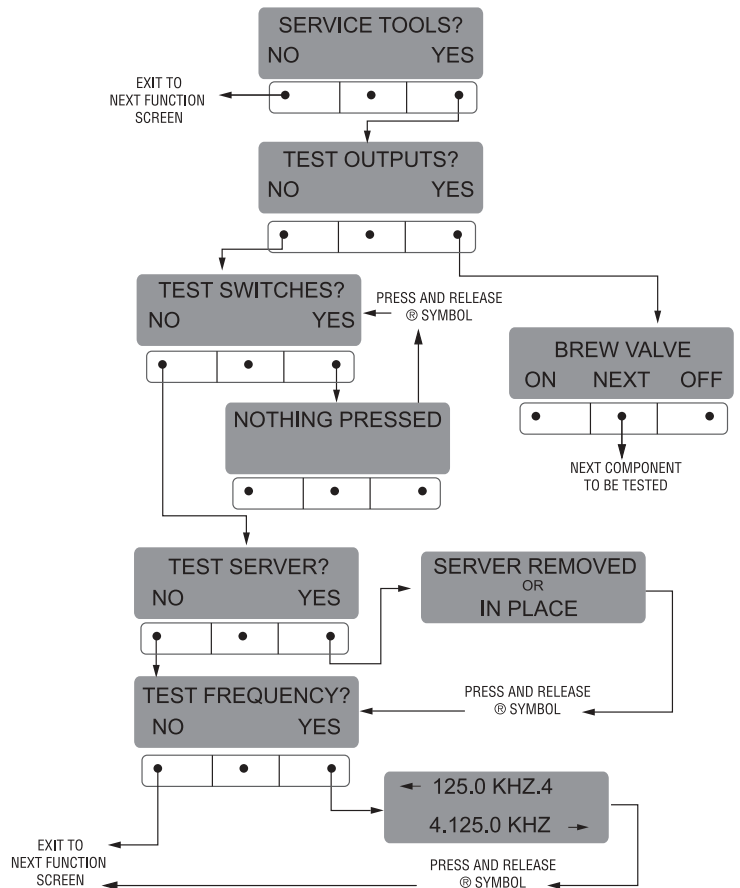 SERVICE TOOLS?
NO YES
EXIT TO
NEXT FUNCTION
SCREEN
TEST OUTPUTS?
NO YES
TEST SWITCHES?
NO YES
PRESS AND RELEASE
® SYMBOL
BREW VALVE
ON NEXT OFF
NOTHING PRESSED
NEXT COMPONENT
TO BE TESTED
TEST SERVER?
NO YES
SERVER REMOVED
OR
IN PLACE
TEST FREQUENCY?
NO YES
PRESS AND RELEASE
® SYMBOL
← 125.0 KHZ.4
4.125.0 KHZ →
EXIT TO
NEXT FUNCTION
SCREEN
PRESS AND RELEASE
® SYMBOL